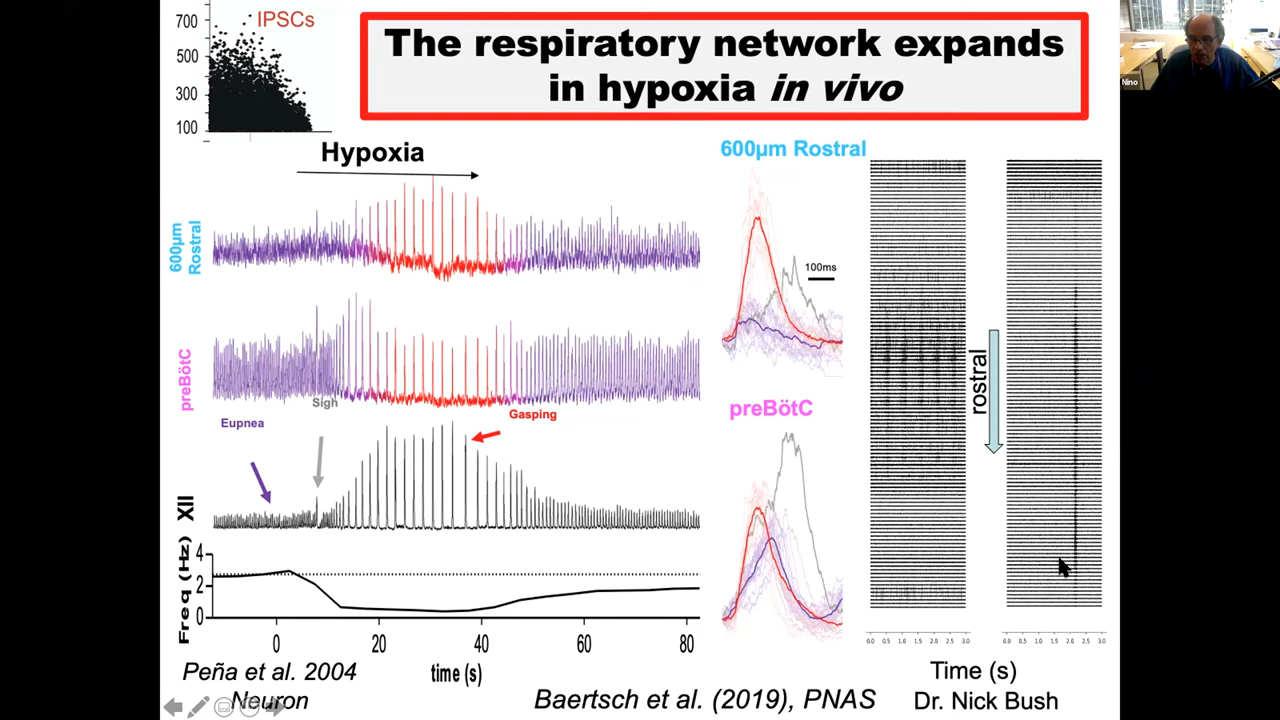 IPSCs
700
500
300
100
The respiratory network expands
in hypoxia in vivo
Nino
Hypoxia
600µm
Rostral
preBötC
Eupnea
Sigh
Gasping
XII
Freq (Hz)
4
2
0
0
20
40
60
80
time (s)
600µm Rostral
100ms
preBötC
rostral
0.0 0.5 1.0 1.5 2.0 2.5 3.0
0.0 0.5 1.0 1.5 2.0 2.5 3.0
Time (s)
Dr. Nick Bush
Peña et al. 2004
Neuron
Baertsch et al. (2019), PNAS